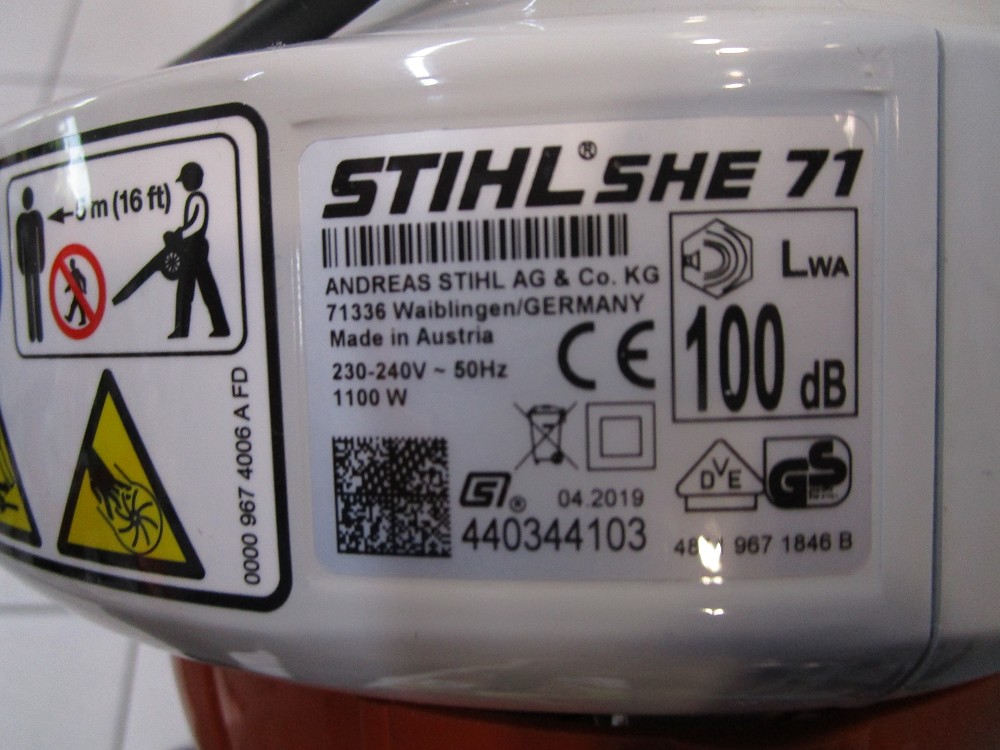 m (16 ft)
0000 967 4006 A FD
STIHL® SHE 71
ANDREAS STIHL AG & Co. KG
71336 Waiblingen/GERMANY
Made in Austria
230-240V ~ 50Hz
1100 W
CE
LWA
100 dB
04.2019
440344103
DVE
GS
967 1846 B